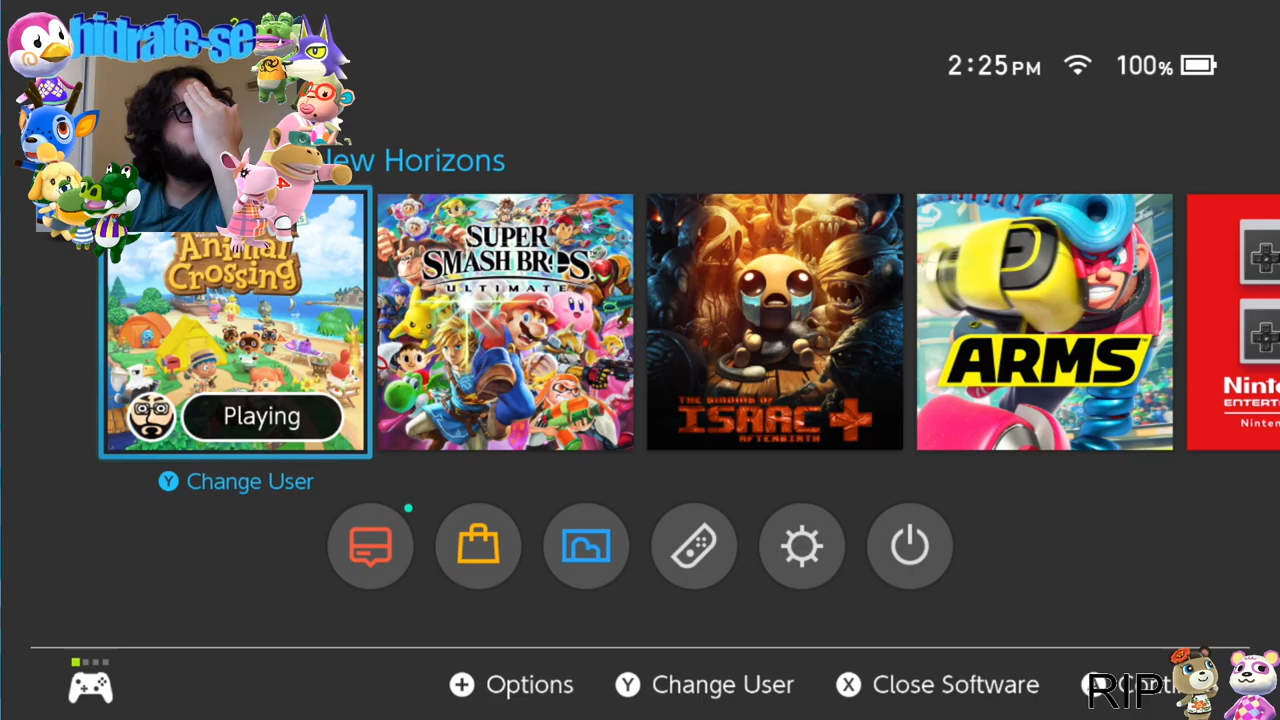 hidrate-se
2:25PM
100%
New Horizons
Animal
Crossing
SUPER
SMASH BROS.
ULTIMATE
THE BINDING OF
ISAAC
AFTERBIRTH
ARMS
Playing
Y Change User
+ Options
Y Change User
X Close Software
RIP